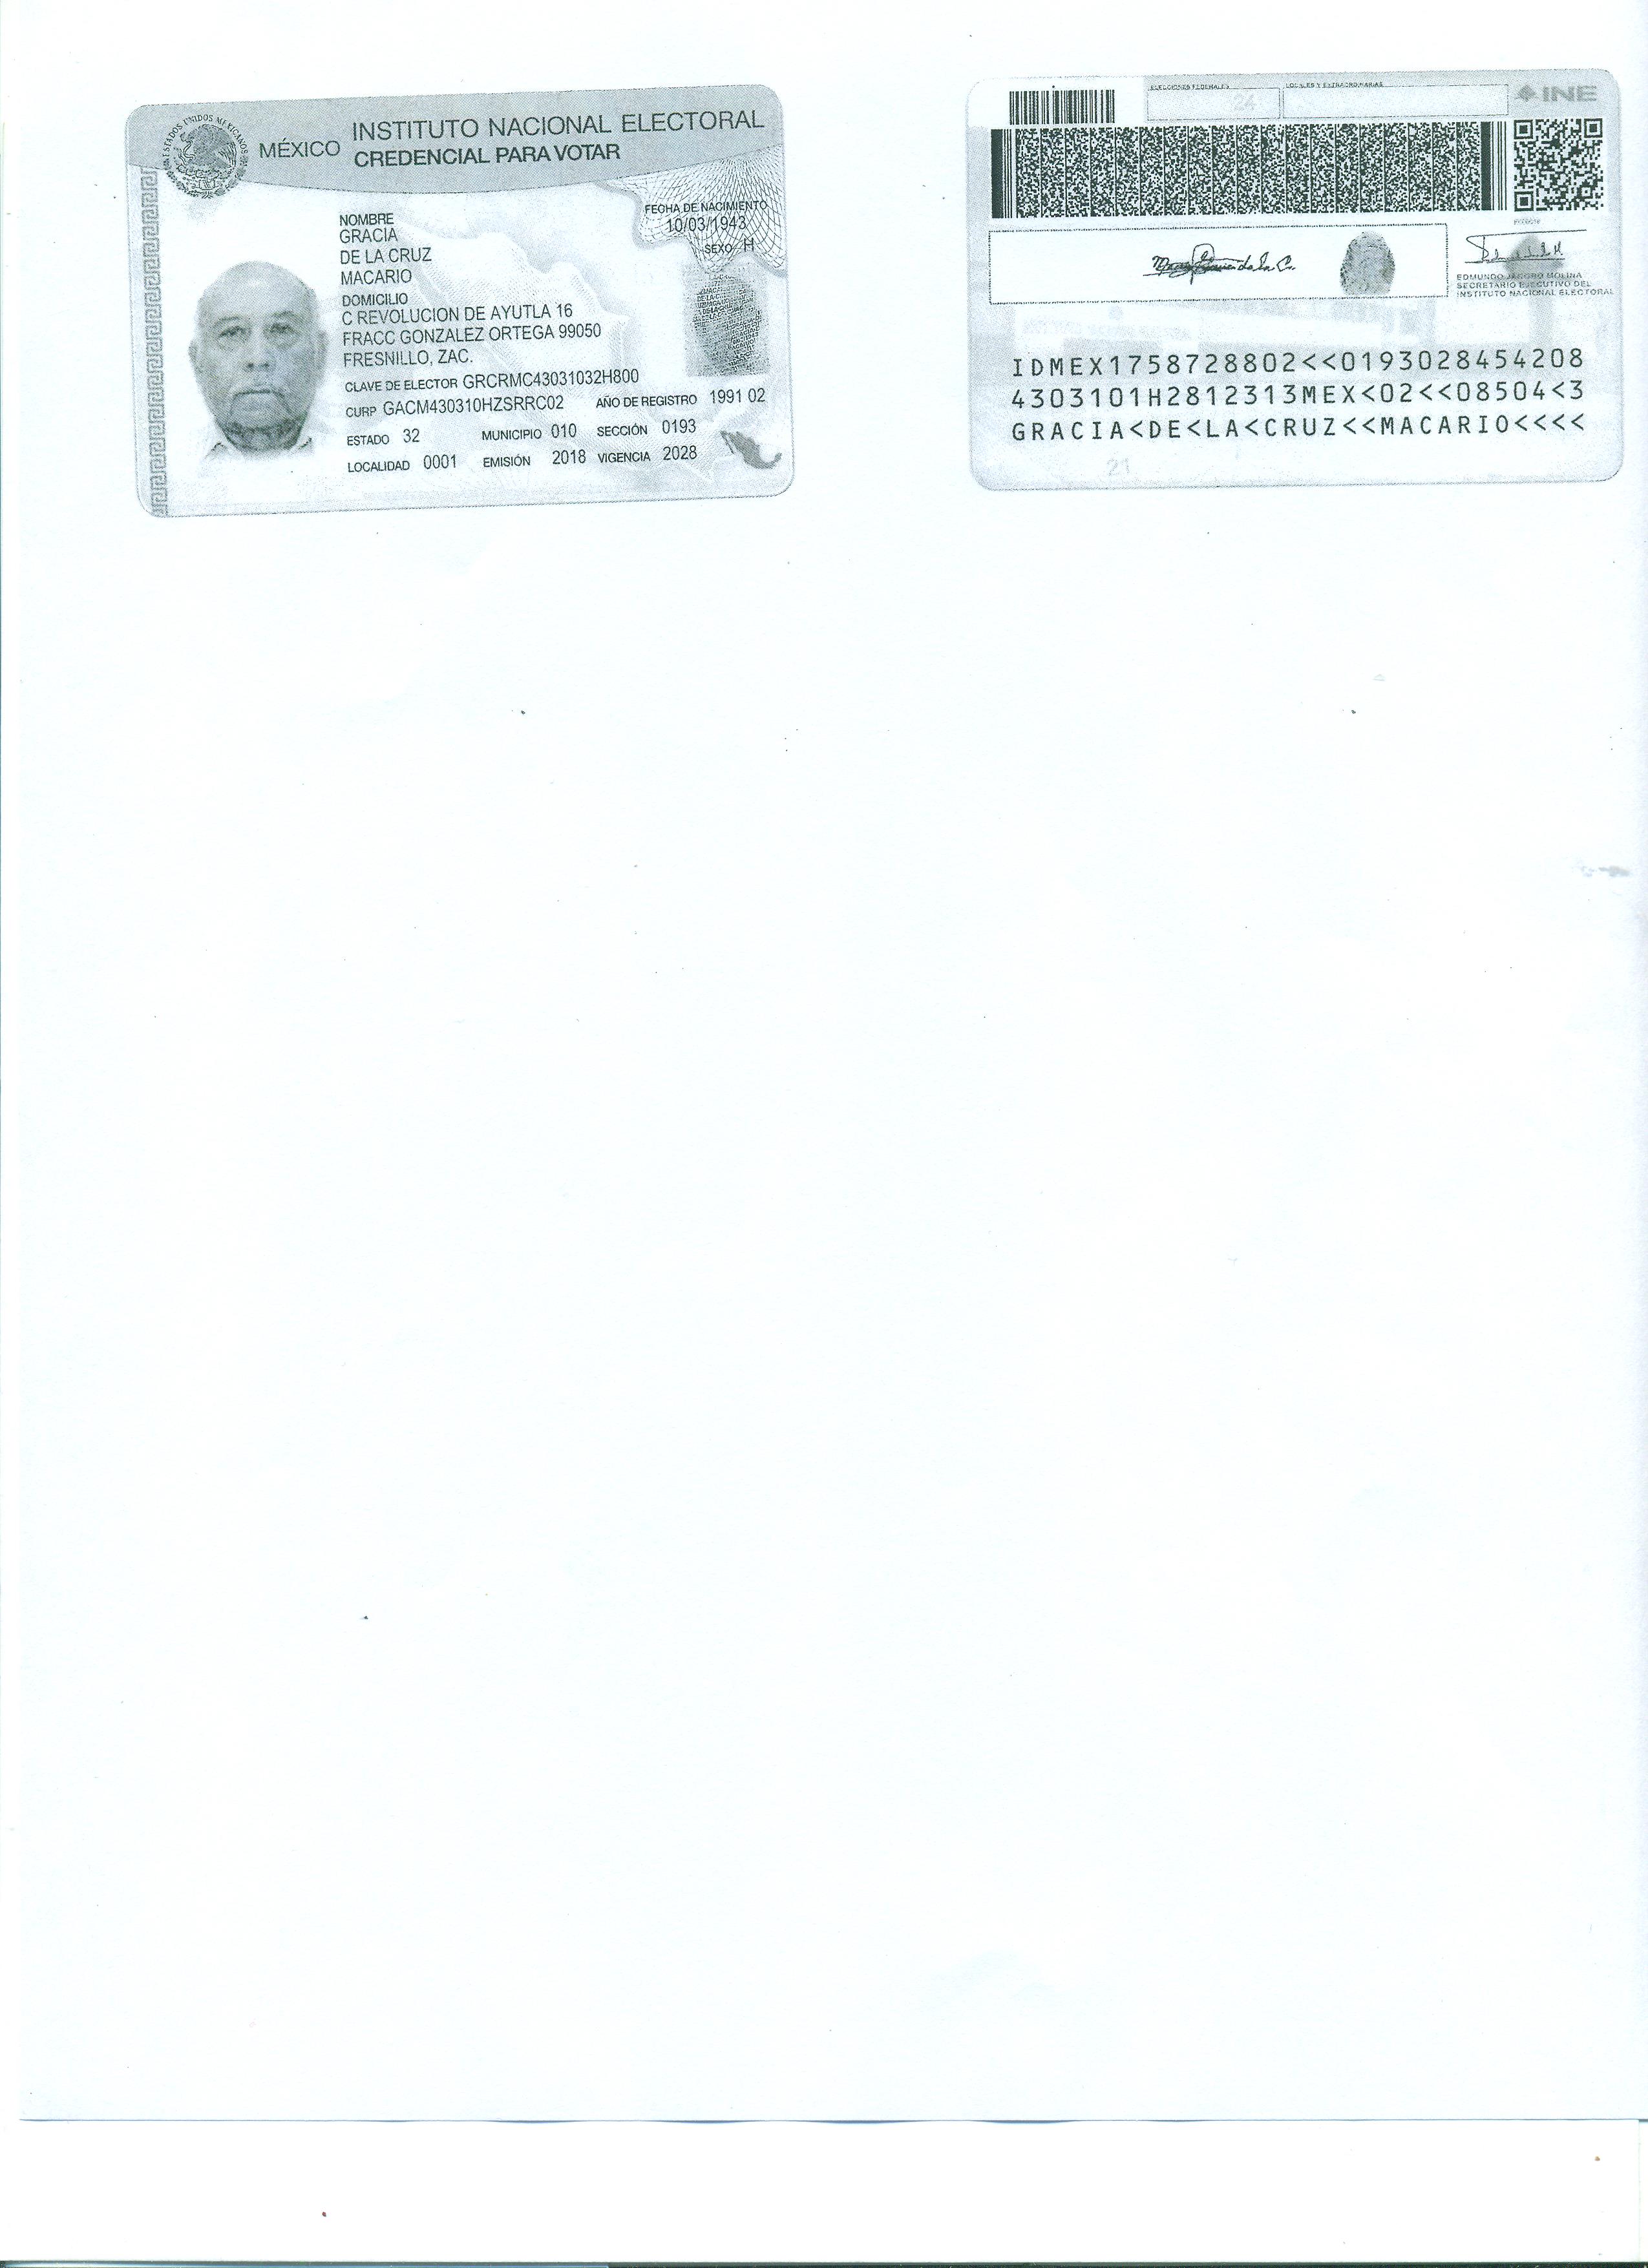 ESTADOS UNIDOS MEXICANOS
MÉXICO
INSTITUTO NACIONAL ELECTORAL
CREDENCIAL PARA VOTAR
NOMBRE
GRACIA
DE LA CRUZ
MACARIO
FECHA DE NACIMIENTO
10/03/1943
SEXO H
DOMICILIO
C REVOLUCION DE AYUTLA 16
FRACC GONZALEZ ORTEGA 99050
FRESNILLO, ZAC.
CLAVE DE ELECTOR GRCRMC43031032H800
CURP GACM430310HZSRRC02 AÑO DE REGISTRO 1991 02
ESTADO 32 MUNICIPIO 010 SECCIÓN 0193
LOCALIDAD 0001 EMISIÓN 2018 VIGENCIA 2028
ELECCIONES FEDERALES LOCALES Y EXTRAORDINARIAS
24
INE
EDMUNDO JACOBO MOLINA
SECRETARIO EJECUTIVO DEL
INSTITUTO NACIONAL ELECTORAL
IDMEX1758728802<<0193028454208
4303101H2812313MEX<02<<08504<3
GRACIA<DE<LA<CRUZ<<MACARIO<<<<
21